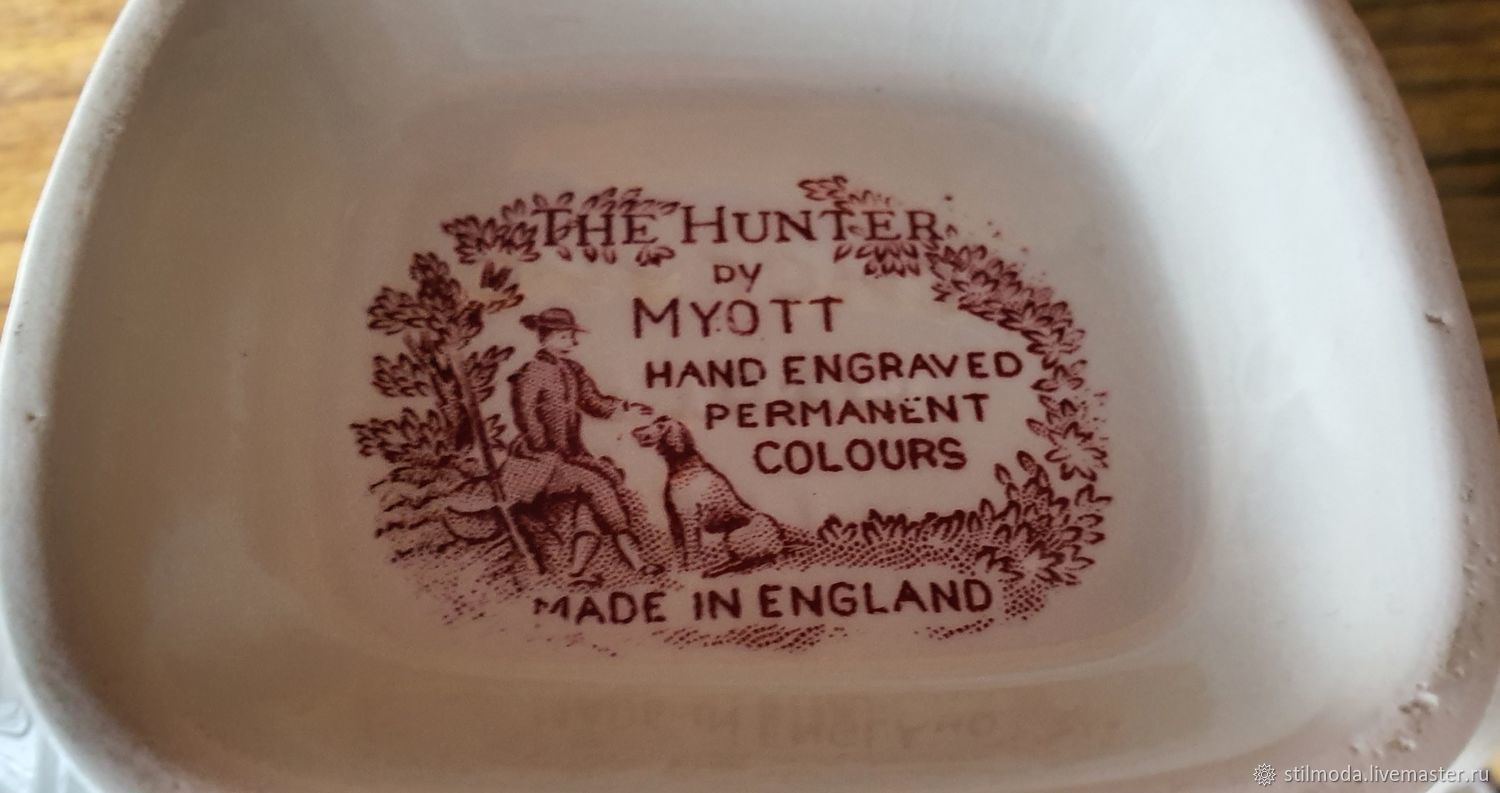 THE HUNTER
by
MYOTT
HAND ENGRAVED
PERMANENT
COLOURS
MADE IN ENGLAND
stilmoda.livemaster.ru